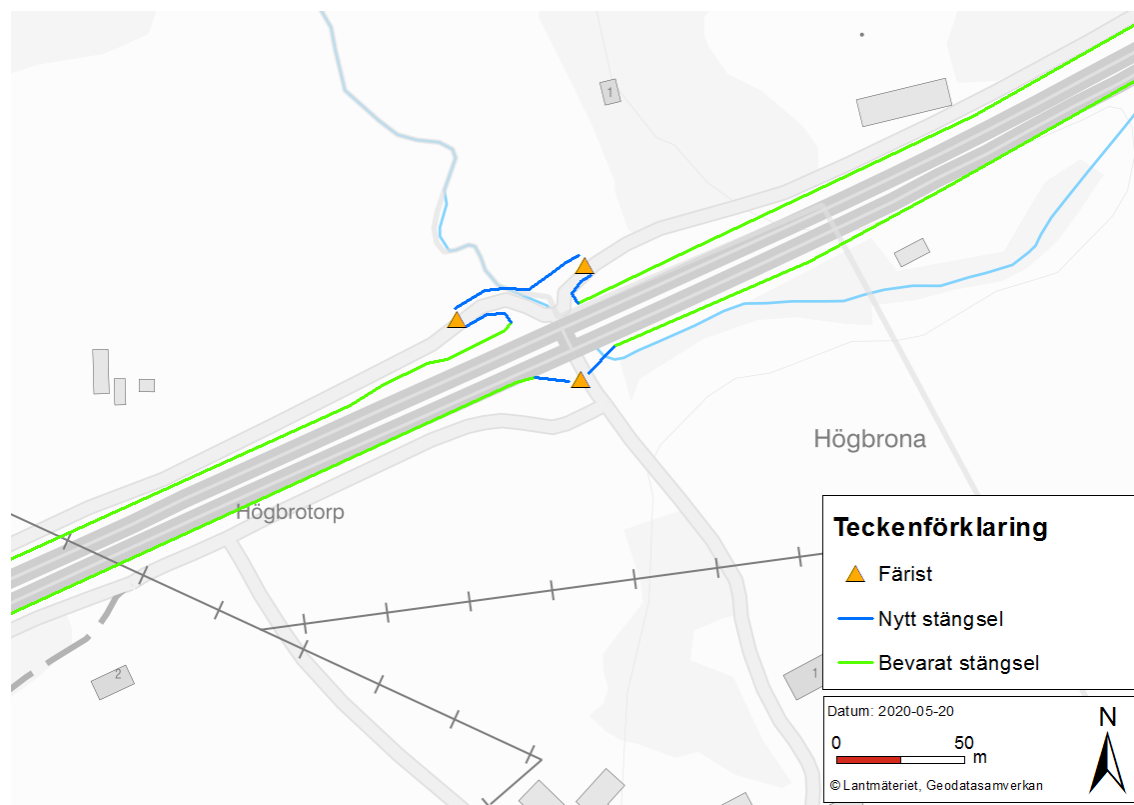 1
Högbrona
Högbrotorp
2
1
Teckenförklaring
Färist
Nytt stängsel
Bevarat stängsel
Datum: 2020-05-20
N
0 50
m
© Lantmäteriet, Geodatasamverkan